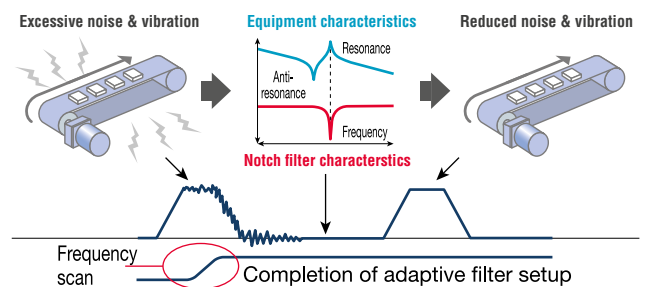 Excessive noise & vibration
Equipment characteristics
Reduced noise & vibration
Resonance
Anti-
resonance
Frequency
Notch filter characterstics
Frequency
scan
Completion of adaptive filter setup